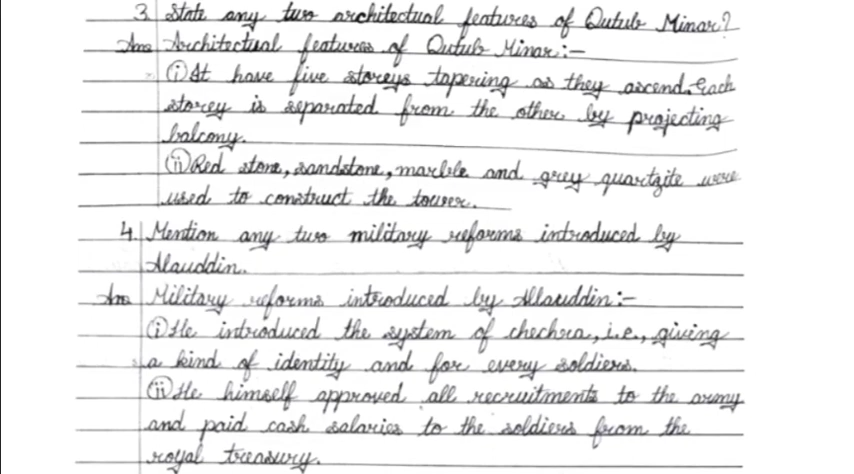 3. State any two architectual features of Qutub Minar?
Ans Architectual features of Qutub Minar:-
(i) It have five storeys tapering as they ascend. Each
storey is separated from the other by projecting
balcony.
(ii) Red stone, sandstone, marble and grey quartzite were
used to construct the tower.
4. Mention any two military reforms introduced by
Alauddin.
Ans Military reforms introduced by Allauddin:-
(i) He introduced the system of chechra, i.e., giving
a kind of identity and for every soldiers.
(ii) He himself approved all recruitments to the army
and paid cash salaries to the soldiers from the
royal treasury.